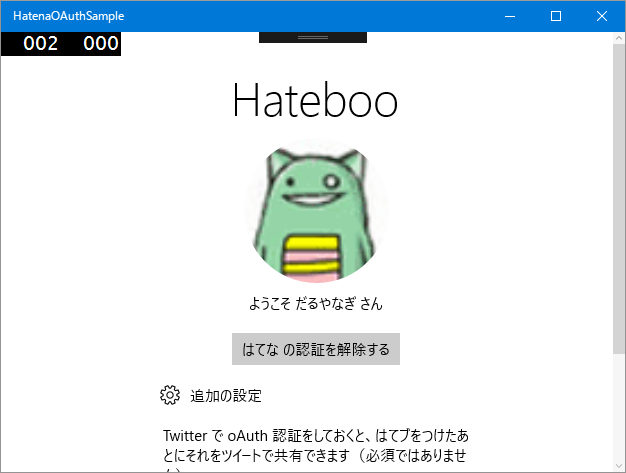 HatenaOAuthSample
002 000
Hateboo
ようこそ だるやなぎ さん
はてな の認証を解除する
追加の設定
Twitter で oAuth 認証をしておくと、はてブをつけたあ
とにそれをツイートで共有できます（必須ではありませ
ん）